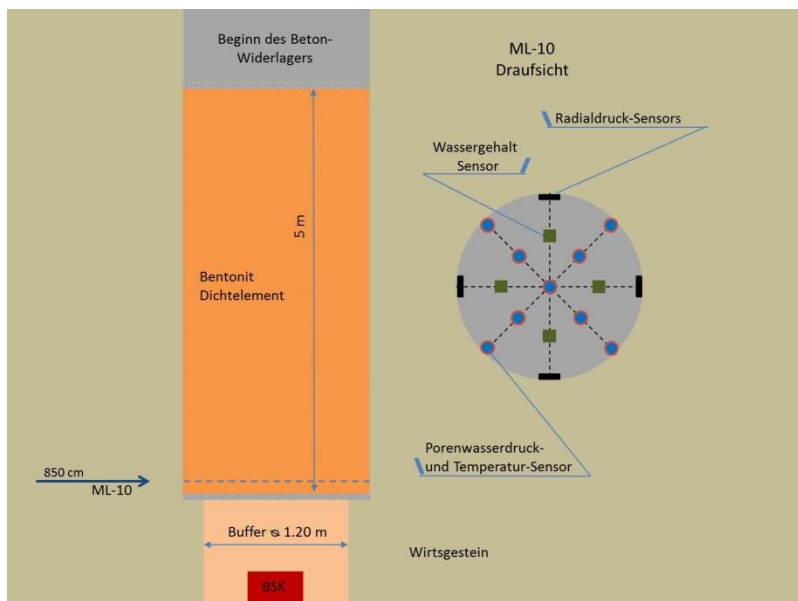 Beginn des Beton-
Widerlagers
5 m
Bentonit
Dichtelement
850 cm
ML-10
Buffer ⌀ 1.20 m
BSK
ML-10
Draufsicht
Radialdruck-Sensors
Wassergehalt
Sensor
Porenwasserdruck-
und Temperatur-Sensor
Wirtsgestein